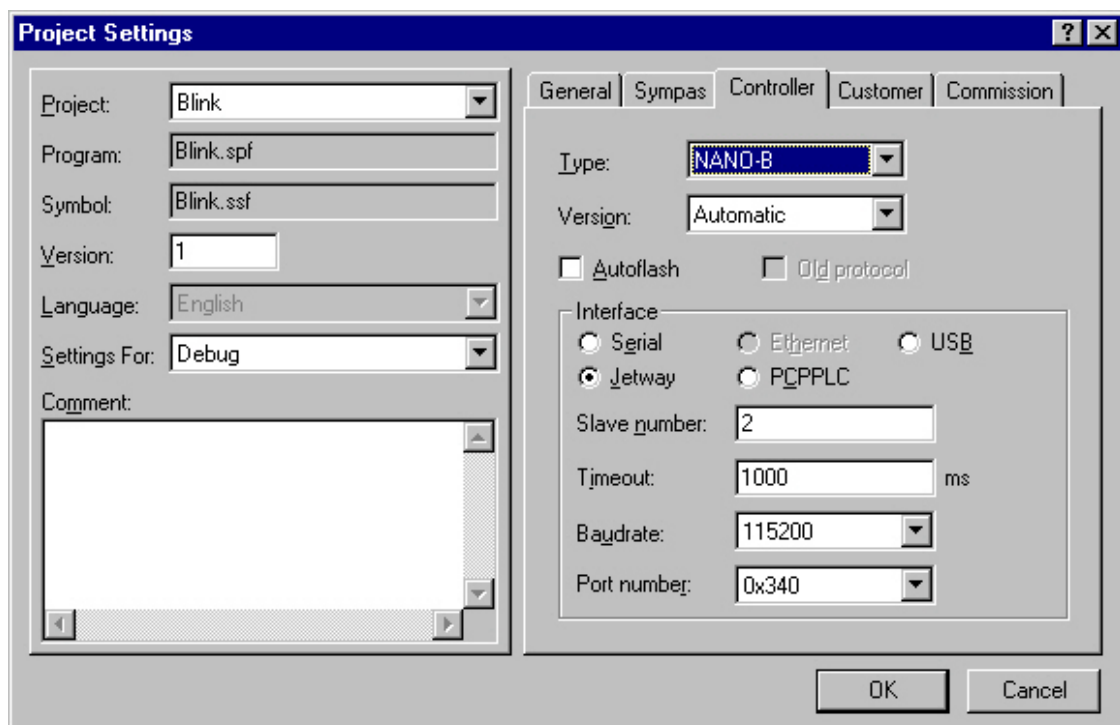 Project Settings
Project: Blink
Program: Blink.spf
Symbol: Blink.ssf
Version: 1
Language: English
Settings For: Debug
Comment:
General Sympas Controller Customer Commission
Type: NANO-B
Version: Automatic
Autoflash Old protocol
Interface
Serial Ethernet USB
Jetway PCPPLC
Slave number: 2
Timeout: 1000 ms
Baudrate: 115200
Port number: 0x340
OK Cancel